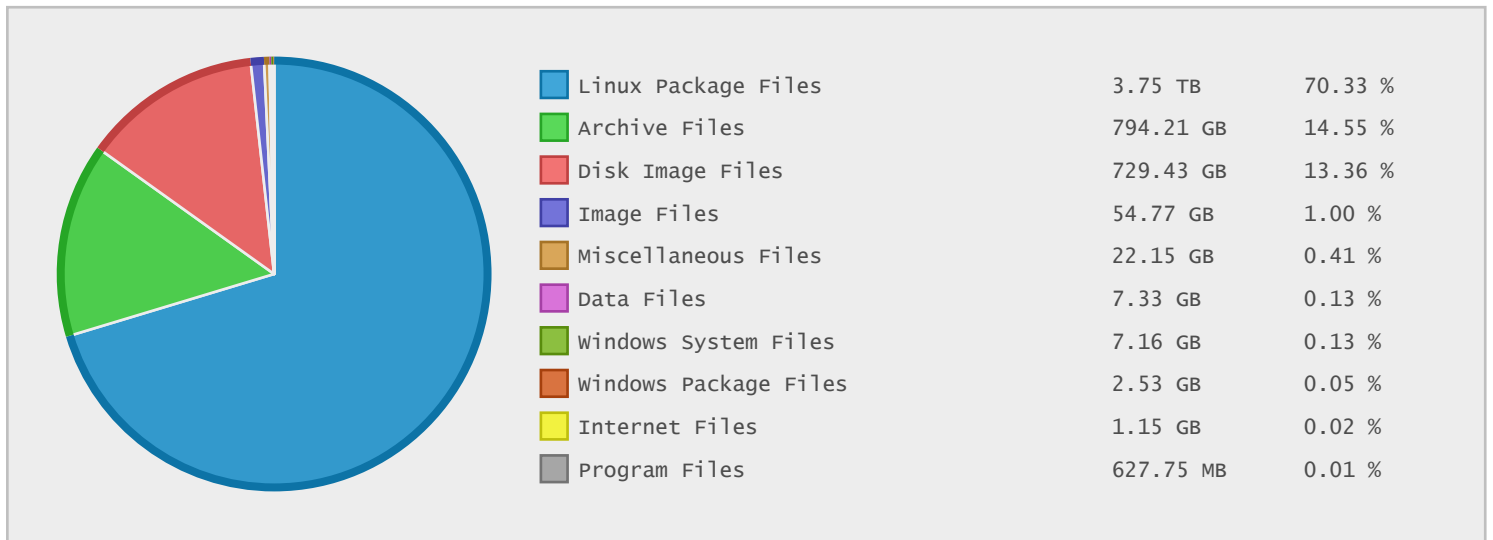 Linux Package Files 3.75 TB 70.33 %
Archive Files 794.21 GB 14.55 %
Disk Image Files 729.43 GB 13.36 %
Image Files 54.77 GB 1.00 %
Miscellaneous Files 22.15 GB 0.41 %
Data Files 7.33 GB 0.13 %
Windows System Files 7.16 GB 0.13 %
Windows Package Files 2.53 GB 0.05 %
Internet Files 1.15 GB 0.02 %
Program Files 627.75 MB 0.01 %